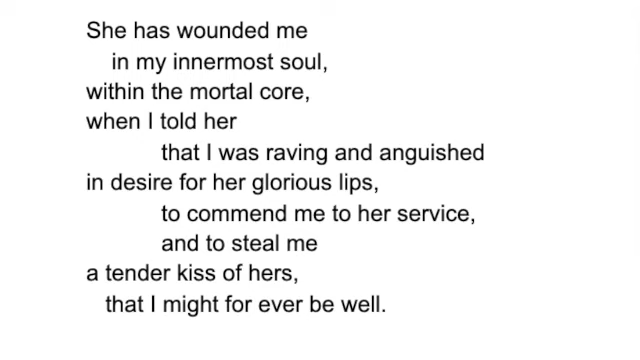 She has wounded me
in my innermost soul,
within the mortal core,
when I told her
that I was raving and anguished
in desire for her glorious lips,
to commend me to her service,
and to steal me
a tender kiss of hers,
that I might for ever be well.